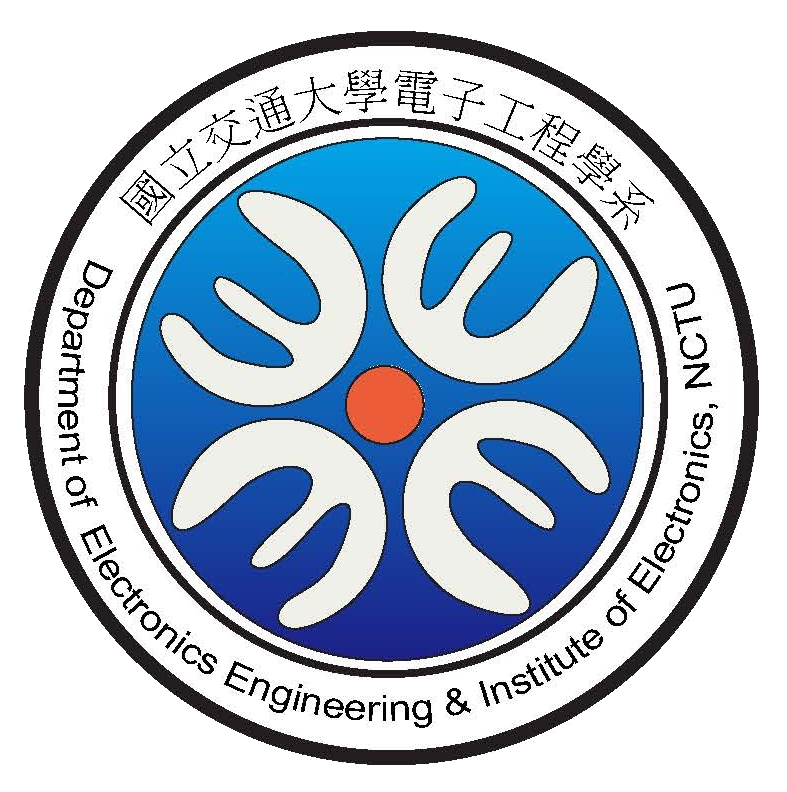 國立交通大學電子工程學系
Department of Electronics Engineering & Institute of Electronics, NCTU